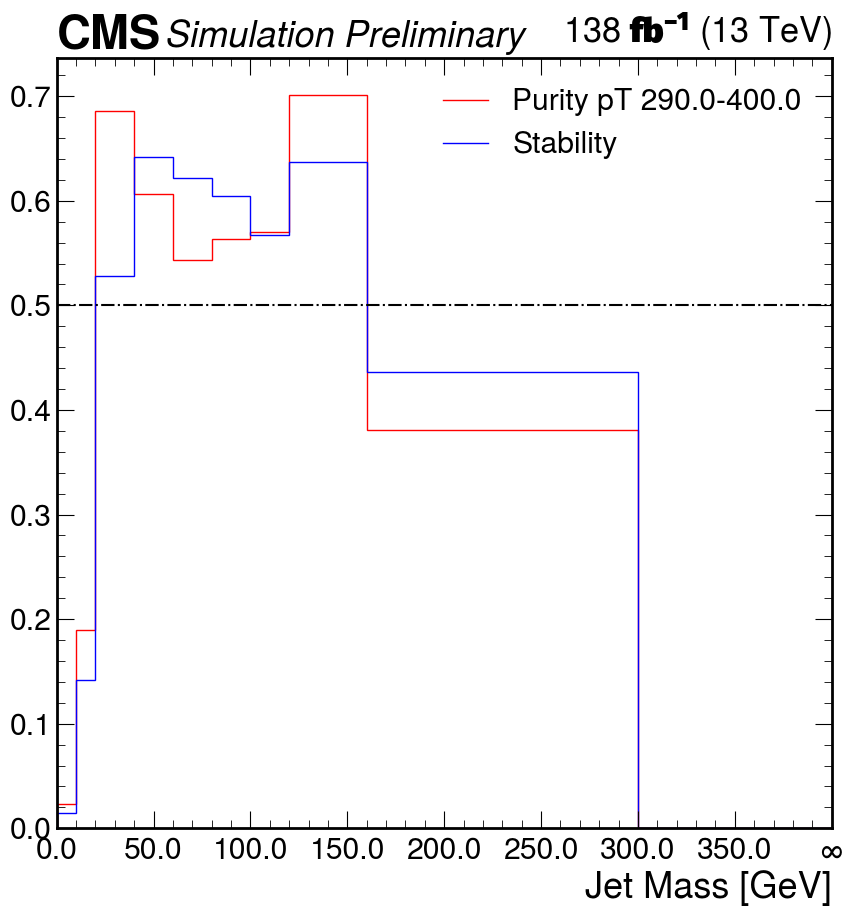 CMS Simulation Preliminary 138 fb⁻¹ (13 TeV)
Purity pT 290.0-400.0
Stability
0.7
0.6
0.5
0.4
0.3
0.2
0.1
0.0
0.0 50.0 100.0 150.0 200.0 250.0 300.0 350.0 ∞
Jet Mass [GeV]